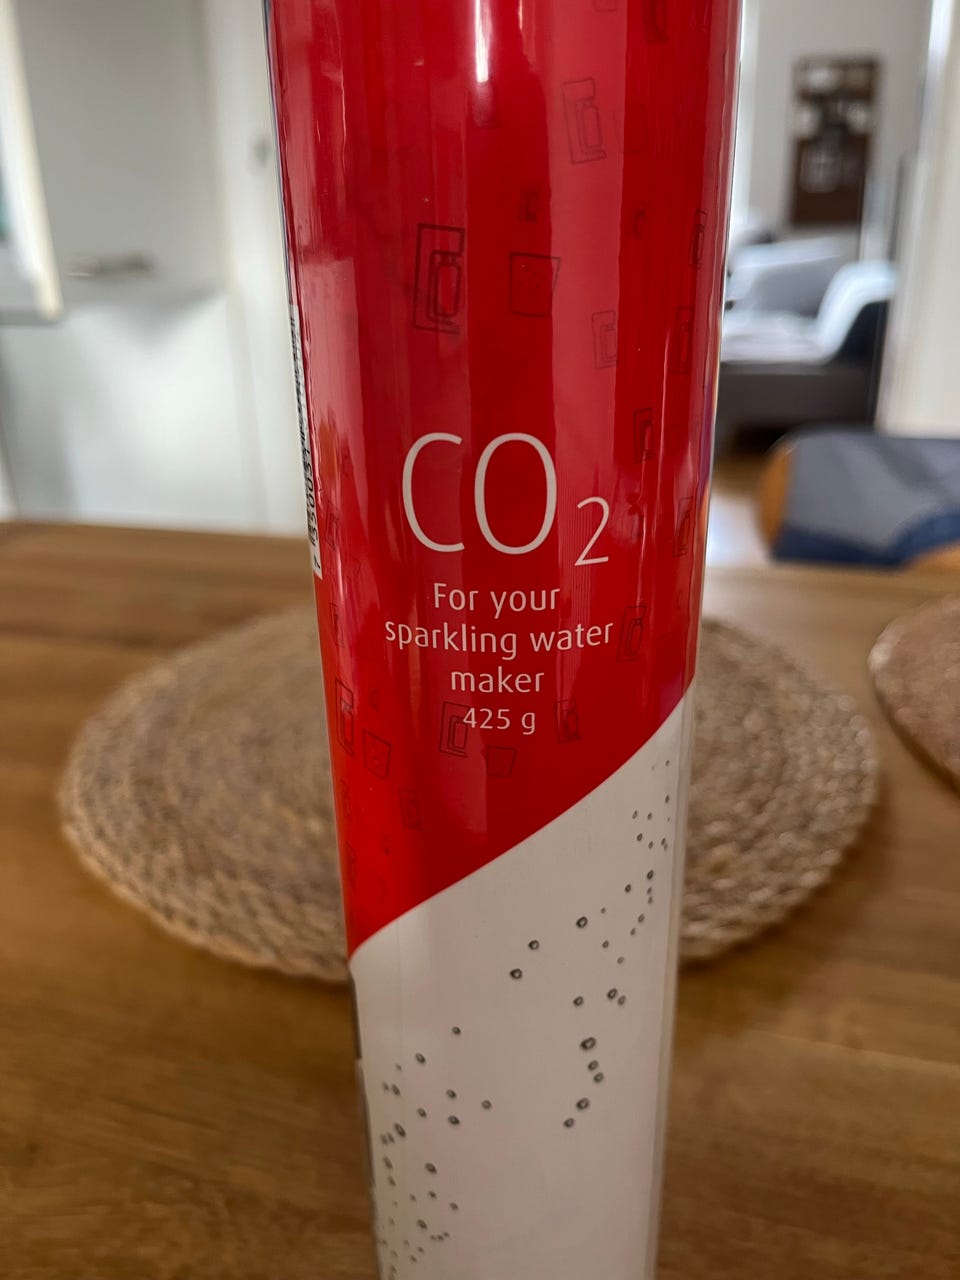 CO₂
For your
sparkling water
maker
425 g